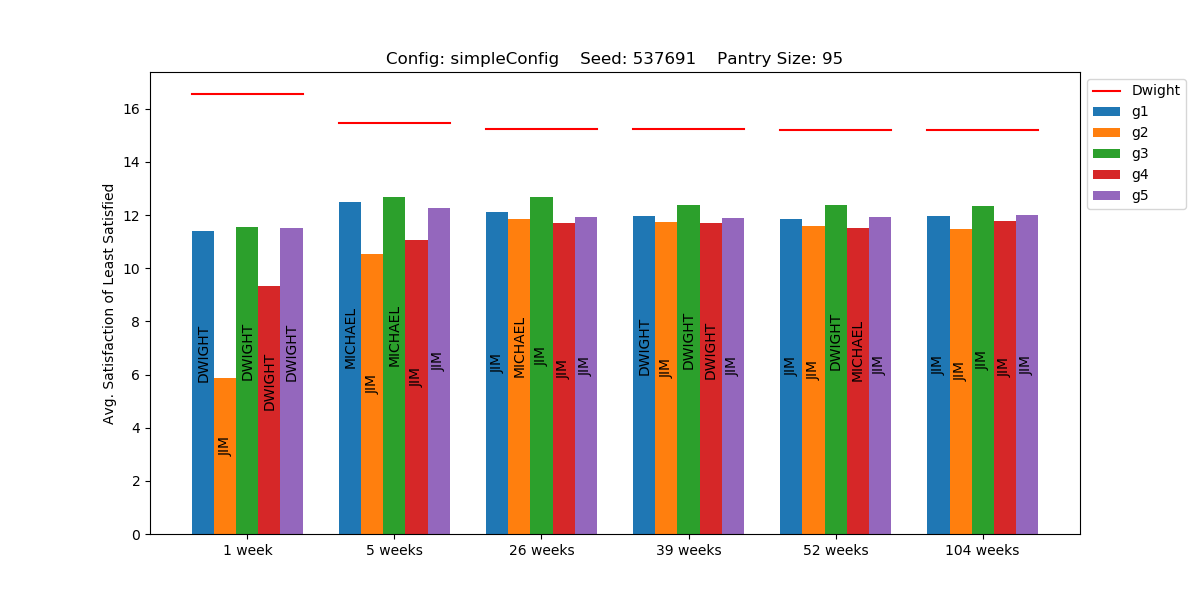 Config: simpleConfig    Seed: 537691    Pantry Size: 95
Avg. Satisfaction of Least Satisfied
16
14
12
10
8
6
4
2
0
DWIGHT
JIM
DWIGHT
DWIGHT
DWIGHT
MICHAEL
JIM
MICHAEL
JIM
JIM
JIM
MICHAEL
JIM
JIM
JIM
DWIGHT
JIM
DWIGHT
DWIGHT
JIM
JIM
JIM
DWIGHT
MICHAEL
JIM
JIM
JIM
JIM
JIM
JIM
1 week
5 weeks
26 weeks
39 weeks
52 weeks
104 weeks
Dwight
g1
g2
g3
g4
g5